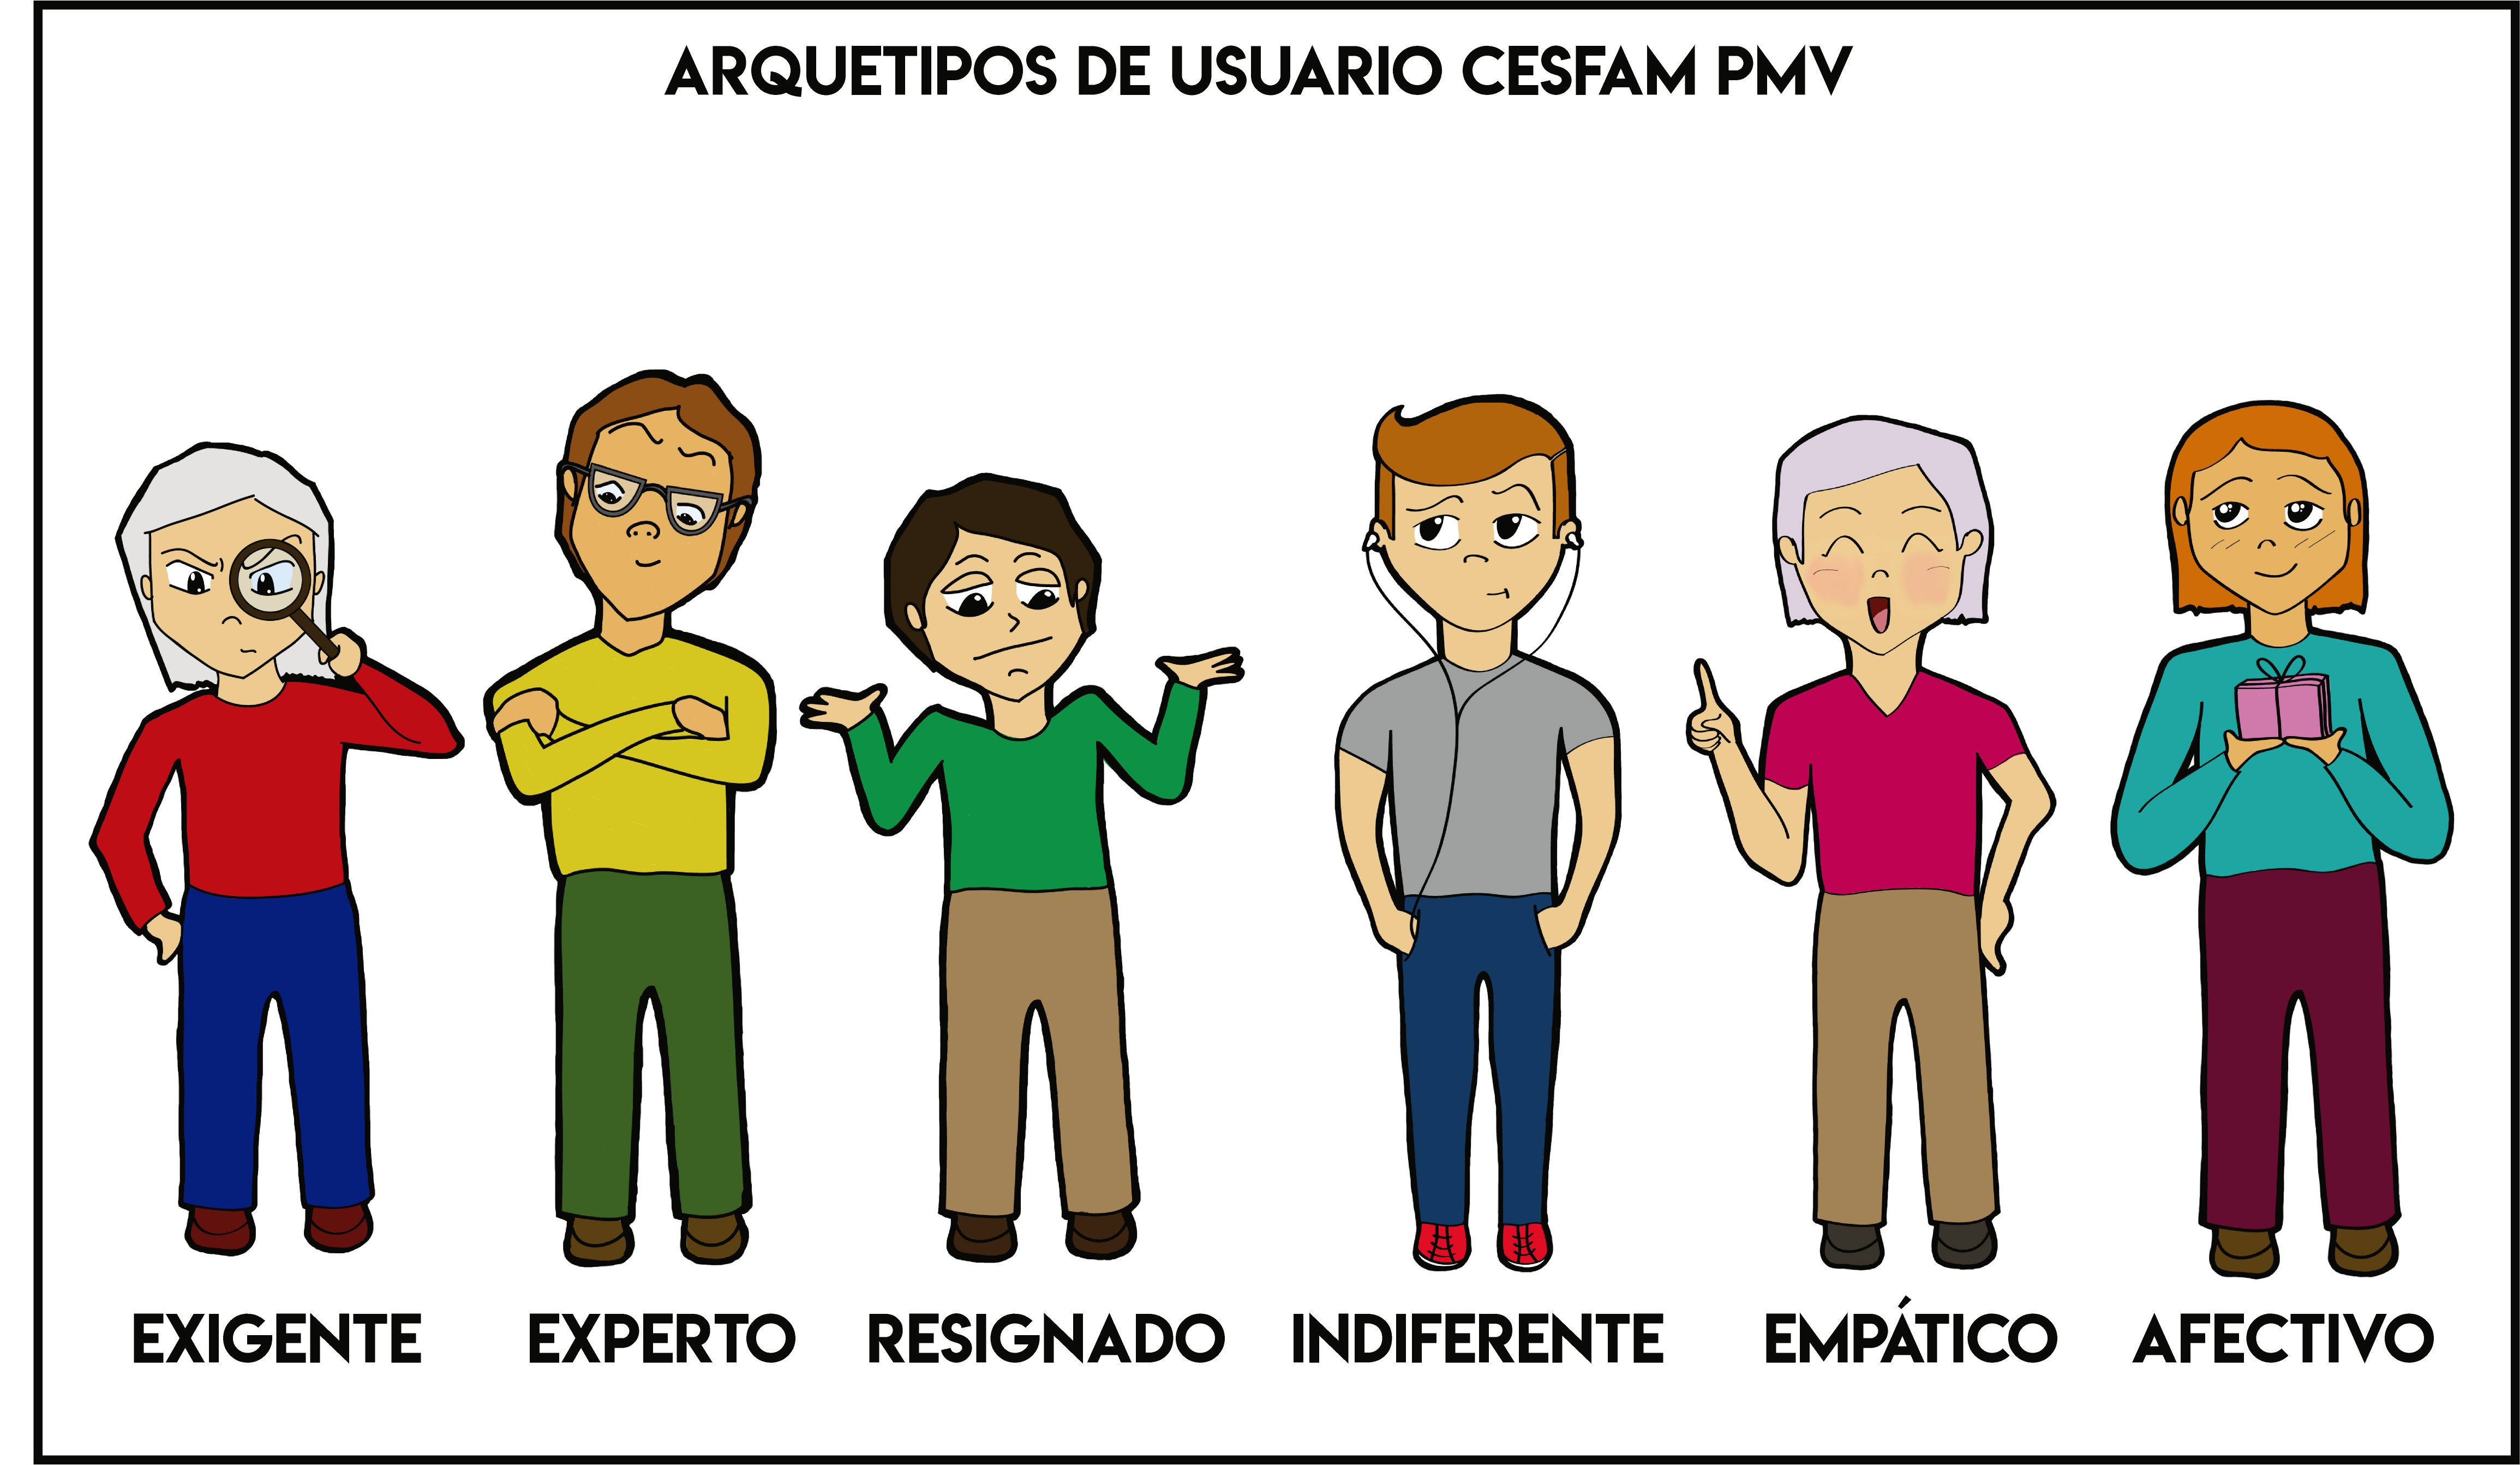 ARQUETIPOS DE USUARIO CESFAM PMV
EXIGENTE EXPERTO RESIGNADO INDIFERENTE EMPÁTICO AFECTIVO